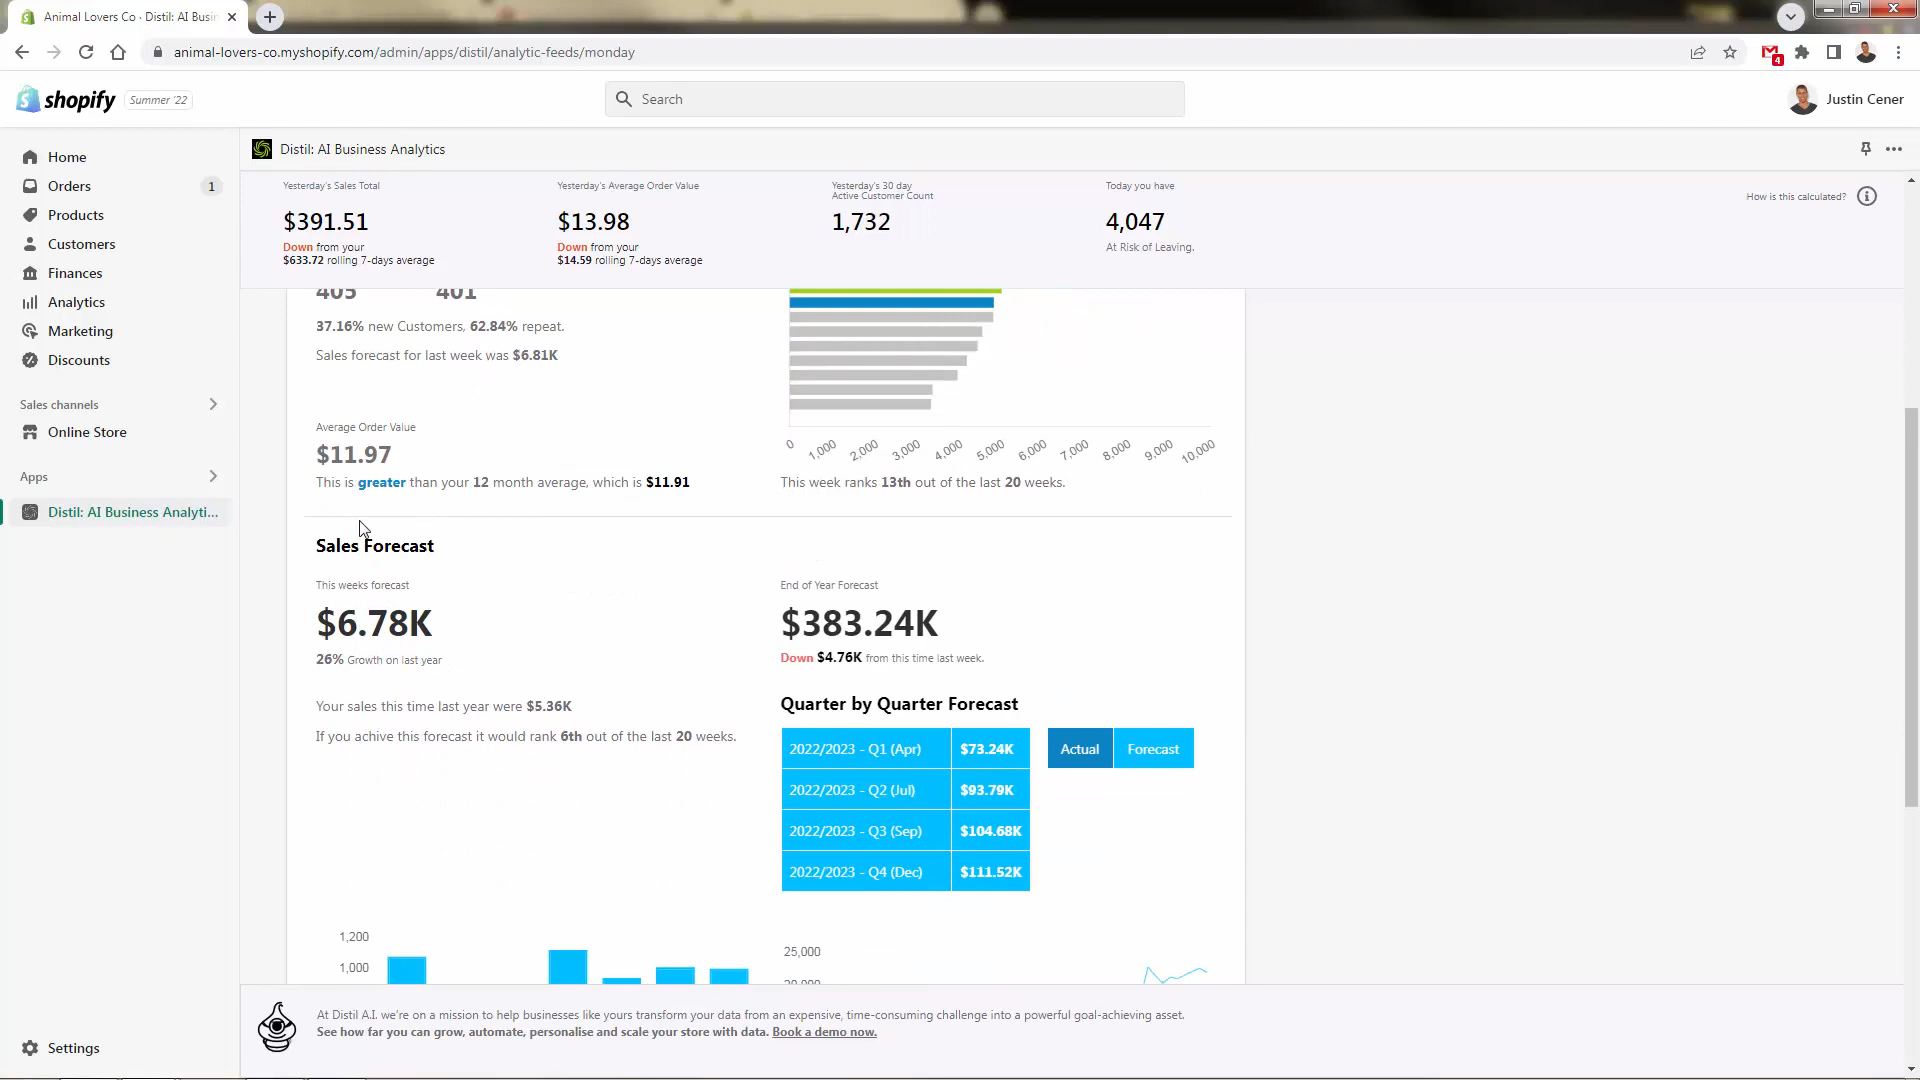 Animal Lovers Co · Distil: AI Busin
animal-lovers-co.myshopify.com/admin/apps/distil/analytic-feeds/monday
4
shopify
Summer '22
Search
Justin Cener
Home
Orders
1
Products
Customers
Finances
Analytics
Marketing
Discounts
Sales channels
Online Store
Apps
Distil: AI Business Analyti...
Settings
Distil: AI Business Analytics
Yesterday's Sales Total
$391.51
Down from your
$633.72 rolling 7-days average
Yesterday's Average Order Value
$13.98
Down from your
$14.59 rolling 7-days average
Yesterday's 30 day
Active Customer Count
1,732
Today you have
4,047
At Risk of Leaving.
How is this calculated?
405 401
37.16% new Customers, 62.84% repeat.
Sales forecast for last week was $6.81K
Average Order Value
$11.97
This is greater than your 12 month average, which is $11.91
0 1,000 2,000 3,000 4,000 5,000 6,000 7,000 8,000 9,000 10,000
This week ranks 13th out of the last 20 weeks.
Sales Forecast
This weeks forecast
$6.78K
26% Growth on last year
Your sales this time last year were $5.36K
If you achive this forecast it would rank 6th out of the last 20 weeks.
End of Year Forecast
$383.24K
Down $4.76K from this time last week.
Quarter by Quarter Forecast
2022/2023 - Q1 (Apr) $73.24K
2022/2023 - Q2 (Jul) $93.79K
2022/2023 - Q3 (Sep) $104.68K
2022/2023 - Q4 (Dec) $111.52K
Actual Forecast
1,200
1,000
25,000
At Distil A.I. we're on a mission to help businesses like yours transform your data from an expensive, time-consuming challenge into a powerful goal-achieving asset.
See how far you can grow, automate, personalise and scale your store with data. Book a demo now.